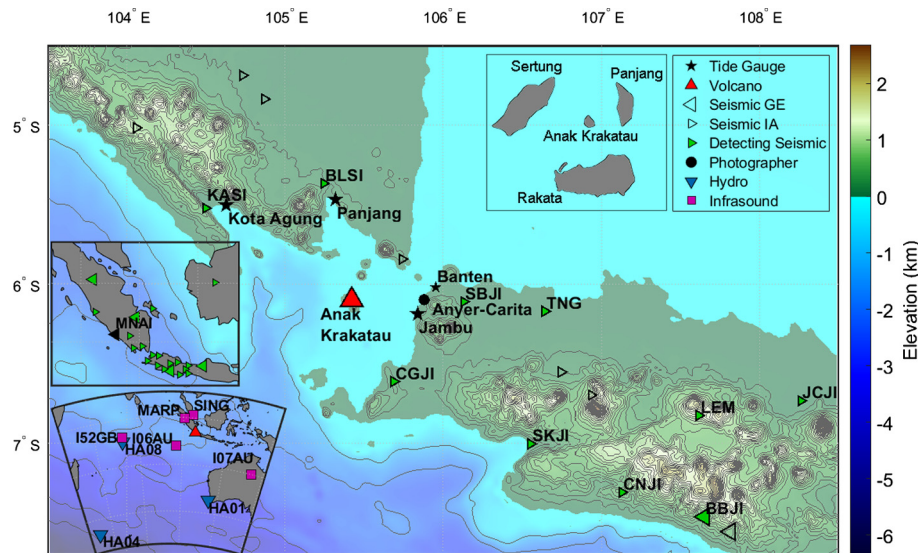 104° E
105° E
106° E
107° E
108° E
5° S
6° S
7° S
Sertung
Panjang
Anak Krakatau
Rakata
Tide Gauge
Volcano
Seismic GE
Seismic IA
Detecting Seismic
Photographer
Hydro
Infrasound
KASI
Kota Agung
BLSI
Panjang
Banten
SBJI
TNG
Anyer-Carita
Jambu
Anak
Krakatau
CGJI
SKJI
LEM
JCJI
CNJI
BBJI
MNAI
MARP
SING
I52GB
I06AU
HA08
I07AU
HA01
HA04
2
1
0
-1
-2
-3
-4
-5
-6
Elevation (km)